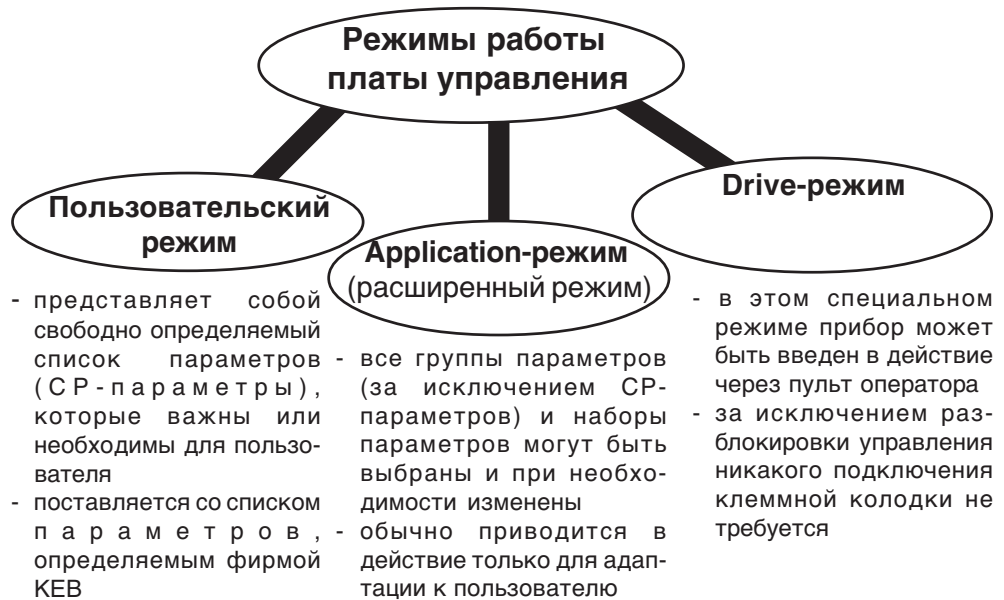 Режимы работы
платы управления
Пользовательский
режим
Application-режим
(расширенный режим)
Drive-режим
- представляет собой
свободно определяемый
список параметров
(СР-параметры),
которые важны или
необходимы для пользо-
вателя
- поставляется со списком
параметров,
определяемым фирмой
KEB
- все группы параметров
(за исключением СР-
параметров) и наборы
параметров могут быть
выбраны и при необхо-
димости изменены
- обычно приводится в
действие только для адап-
тации к пользователю
- в этом специальном
режиме прибор может
быть введен в действие
через пульт оператора
- за исключением раз-
блокировки управления
никакого подключения
клеммной колодки не
требуется